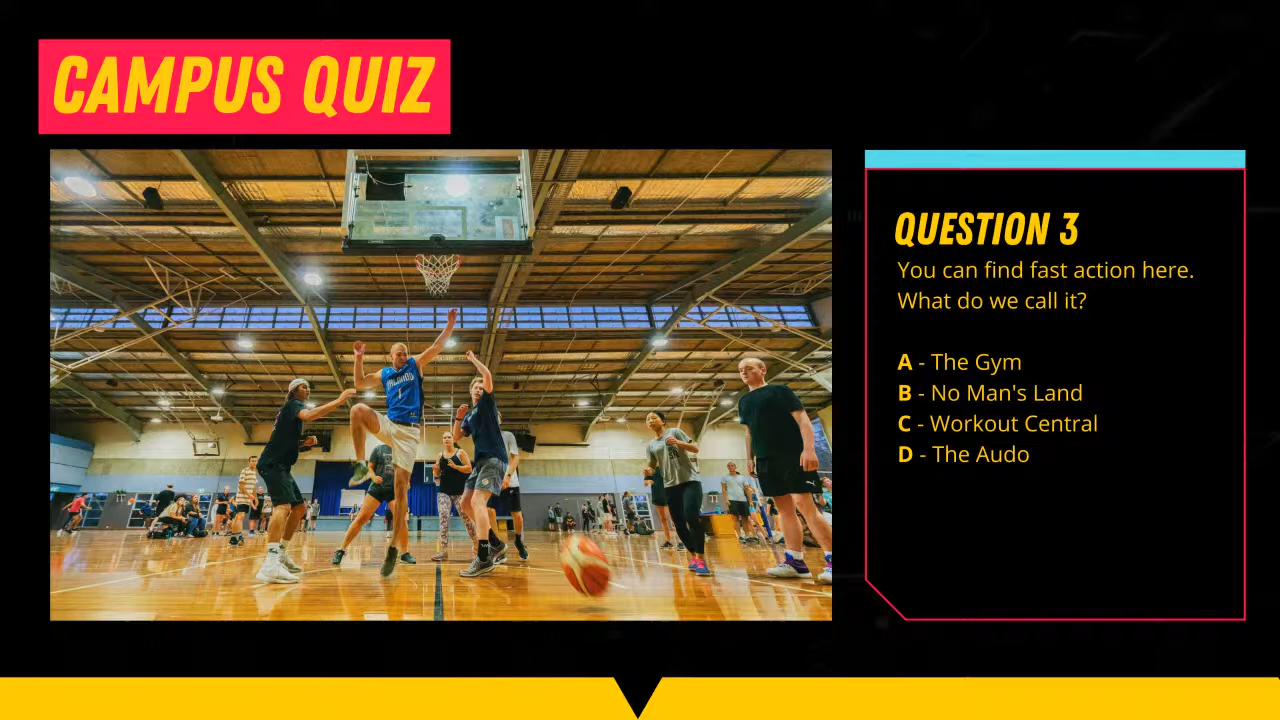 CAMPUS QUIZ
QUESTION 3
You can find fast action here.
What do we call it?
A - The Gym
B - No Man's Land
C - Workout Central
D - The Audo